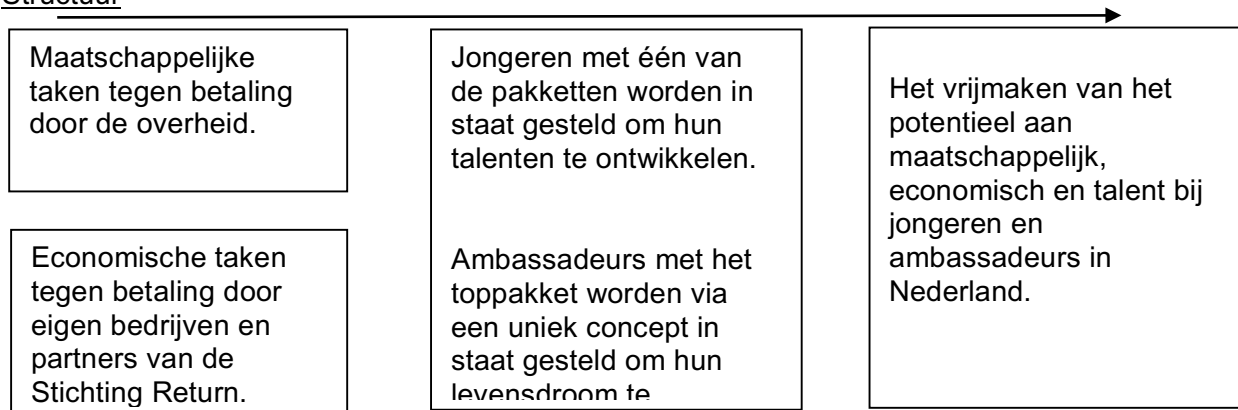 Structuur
Maatschappelijke
taken tegen betaling
door de overheid.
Economische taken
tegen betaling door
eigen bedrijven en
partners van de
Stichting Return.
Jongeren met één van
de pakketten worden in
staat gesteld om hun
talenten te ontwikkelen.
Ambassadeurs met het
toppakket worden via
een uniek concept in
staat gesteld om hun
levensdroom te
Het vrijmaken van het
potentieel aan
maatschappelijk,
economisch en talent bij
jongeren en
ambassadeurs in
Nederland.